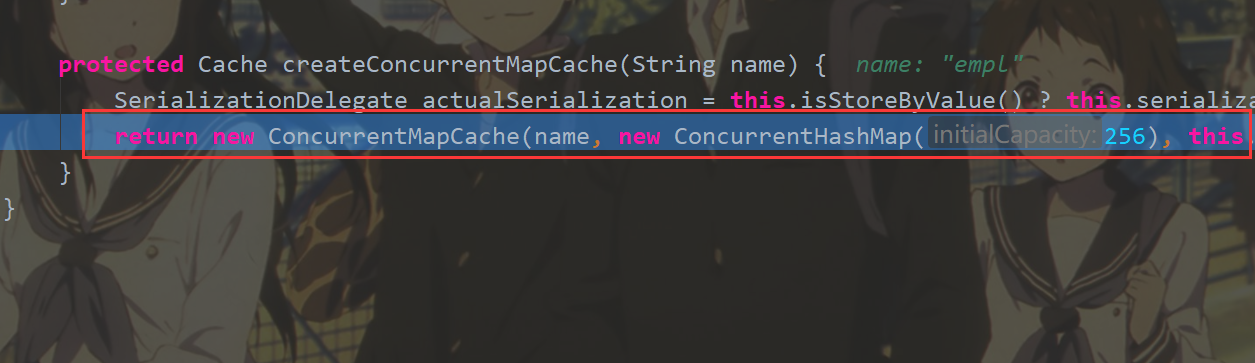 }
protected Cache createConcurrentMapCache(String name) { name: "empl"
SerializationDelegate actualSerialization = this.isStoreByValue() ? this.serializa
return new ConcurrentMapCache(name, new ConcurrentHashMap( initialCapacity: 256), this.
}
}